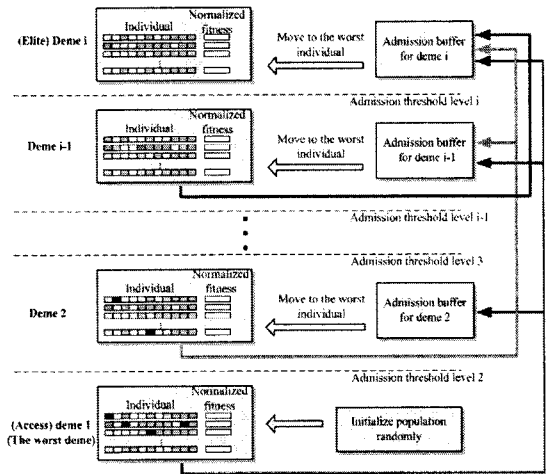 Individual
Normalized
fitness
(Elite) Deme i
Move to the worst
individual
Admission buffer
for deme i
Admission threshold level i
Individual
Normalized
fitness
Deme i-1
Move to the worst
individual
Admission buffer
for deme i-1
Admission threshold level i-1
Admission threshold level 3
Individual
Normalized
fitness
Deme 2
Move to the worst
individual
Admission buffer
for deme 2
Admission threshold level 2
Individual
Normalized
fitness
(Access) deme 1
(The worst deme)
Initialize population
randomly